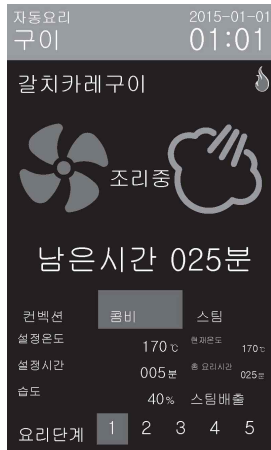 자동요리 2015-01-01
구이 01:01
갈치카레구이
조리중
남은시간 025분
컨벡션 콤비 스팀
설정온도 170℃ 현재온도 170℃
설정시간 005분 총 요리시간 025분
습도 40% 스팀배출
요리단계 1 2 3 4 5